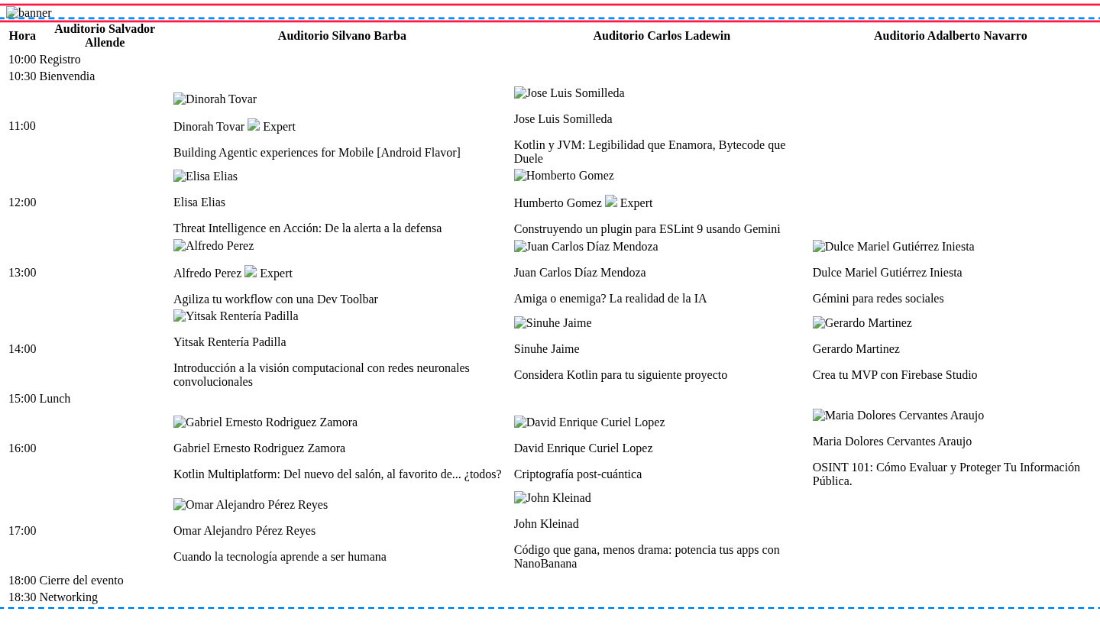 banner
Hora
Auditorio Salvador
Allende
Auditorio Silvano Barba
Auditorio Carlos Ladewin
Auditorio Adalberto Navarro
10:00 Registro
10:30 Bienvendia
11:00
Dinorah Tovar
Dinorah Tovar Expert
Building Agentic experiences for Mobile [Android Flavor]
Jose Luis Somilleda
Jose Luis Somilleda
Kotlin y JVM: Legibilidad que Enamora, Bytecode que
Duele
12:00
Elisa Elias
Elisa Elias
Threat Intelligence en Acción: De la alerta a la defensa
Homberto Gomez
Humberto Gomez Expert
Construyendo un plugin para ESLint 9 usando Gemini
13:00
Alfredo Perez
Alfredo Perez Expert
Agiliza tu workflow con una Dev Toolbar
Juan Carlos Díaz Mendoza
Juan Carlos Díaz Mendoza
Amiga o enemiga? La realidad de la IA
Dulce Mariel Gutiérrez Iniesta
Dulce Mariel Gutiérrez Iniesta
Gémini para redes sociales
14:00
Yitsak Rentería Padilla
Yitsak Rentería Padilla
Introducción a la visión computacional con redes neuronales
convolucionales
Sinuhe Jaime
Sinuhe Jaime
Considera Kotlin para tu siguiente proyecto
Gerardo Martinez
Gerardo Martinez
Crea tu MVP con Firebase Studio
15:00 Lunch
16:00
Gabriel Ernesto Rodriguez Zamora
Gabriel Ernesto Rodriguez Zamora
Kotlin Multiplatform: Del nuevo del salón, al favorito de... ¿todos?
David Enrique Curiel Lopez
David Enrique Curiel Lopez
Criptografía post-cuántica
Maria Dolores Cervantes Araujo
Maria Dolores Cervantes Araujo
OSINT 101: Cómo Evaluar y Proteger Tu Información
Pública.
17:00
Omar Alejandro Pérez Reyes
Omar Alejandro Pérez Reyes
Cuando la tecnología aprende a ser humana
John Kleinad
John Kleinad
Código que gana, menos drama: potencia tus apps con
NanoBanana
18:00 Cierre del evento
18:30 Networking